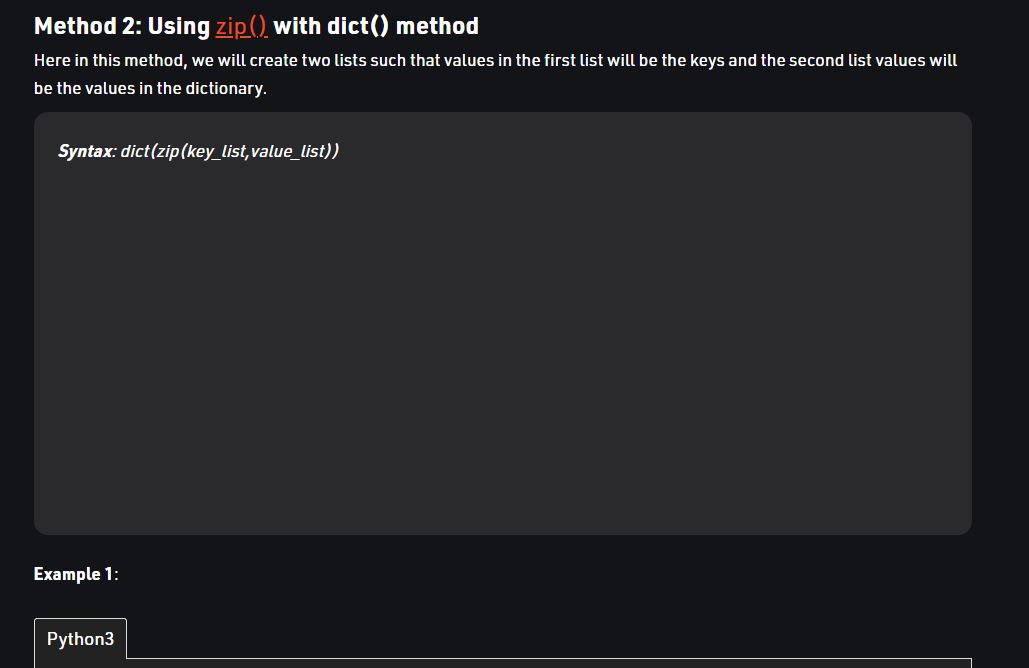 Method 2: Using zip() with dict() method
Here in this method, we will create two lists such that values in the first list will be the keys and the second list values will
be the values in the dictionary.
Syntax: dict(zip(key_list,value_list))
Example 1:
Python3